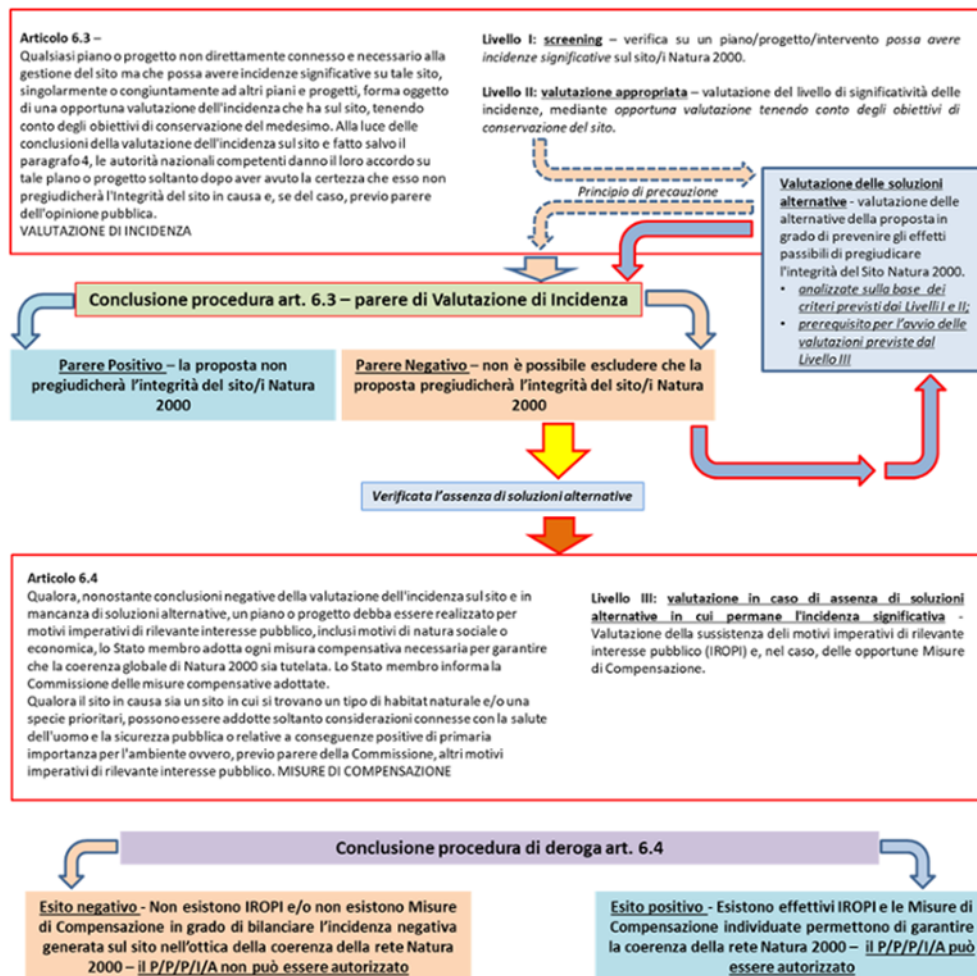 Articolo 6.3 –
Qualsiasi piano o progetto non direttamente connesso e necessario alla
gestione del sito ma che possa avere incidenze significative su tale sito,
singolarmente o congiuntamente ad altri piani e progetti, forma oggetto
di una opportuna valutazione dell'incidenza che ha sul sito, tenendo
conto degli obiettivi di conservazione del medesimo. Alla luce delle
conclusioni della valutazione dell'incidenza sul sito e fatto salvo il
paragrafo 4, le autorità nazionali competenti danno il loro accordo su
tale piano o progetto soltanto dopo aver avuto la certezza che esso non
pregiudicherà l'integrità del sito in causa e, se del caso, previo parere
dell'opinione pubblica.
VALUTAZIONE DI INCIDENZA
Livello I: screening – verifica su un piano/progetto/intervento possa avere
incidenze significative sul sito/i Natura 2000.
Livello II: valutazione appropriata – valutazione del livello di significatività delle
incidenze, mediante opportuna valutazione tenendo conto degli obiettivi di
conservazione del sito.
Principio di precauzione
Valutazione delle soluzioni
alternative - valutazione delle
alternative della proposta in
grado di prevenire gli effetti
passibili di pregiudicare
l'integrità del Sito Natura 2000.
• analizzate sulla base dei
criteri previsti dai Livelli I e II;
• prerequisito per l'avvio delle
valutazioni previste dal
Livello III
Conclusione procedura art. 6.3 – parere di Valutazione di Incidenza
Parere Positivo – la proposta non
pregiudicherà l'integrità del sito/i Natura
2000
Parere Negativo – non è possibile escludere che la
proposta pregiudicherà l'integrità del sito/i Natura
2000
Verificata l'assenza di soluzioni alternative
Articolo 6.4
Qualora, nonostante conclusioni negative della valutazione dell'incidenza sul sito e in
mancanza di soluzioni alternative, un piano o progetto debba essere realizzato per
motivi imperativi di rilevante interesse pubblico, inclusi motivi di natura sociale o
economica, lo Stato membro adotta ogni misura compensativa necessaria per garantire
che la coerenza globale di Natura 2000 sia tutelata. Lo Stato membro informa la
Commissione delle misure compensative adottate.
Qualora il sito in causa sia un sito in cui si trovano un tipo di habitat naturale e/o una
specie prioritari, possono essere addotte soltanto considerazioni connesse con la salute
dell'uomo e la sicurezza pubblica o relative a conseguenze positive di primaria
importanza per l'ambiente ovvero, previo parere della Commissione, altri motivi
imperativi di rilevante interesse pubblico. MISURE DI COMPENSAZIONE
Livello III: valutazione in caso di assenza di soluzioni
alternative in cui permane l'incidenza significativa -
Valutazione della sussistenza deli motivi imperativi di rilevante
interesse pubblico (IROPI) e, nel caso, delle opportune Misure
di Compensazione.
Conclusione procedura di deroga art. 6.4
Esito negativo - Non esistono IROPI e/o non esistono Misure
di Compensazione in grado di bilanciare l'incidenza negativa
generata sul sito nell'ottica della coerenza della rete Natura
2000 – il P/P/P/I/A non può essere autorizzato
Esito positivo - Esistono effettivi IROPI e le Misure di
Compensazione individuate permettono di garantire
la coerenza della rete Natura 2000 – il P/P/P/I/A può
essere autorizzato